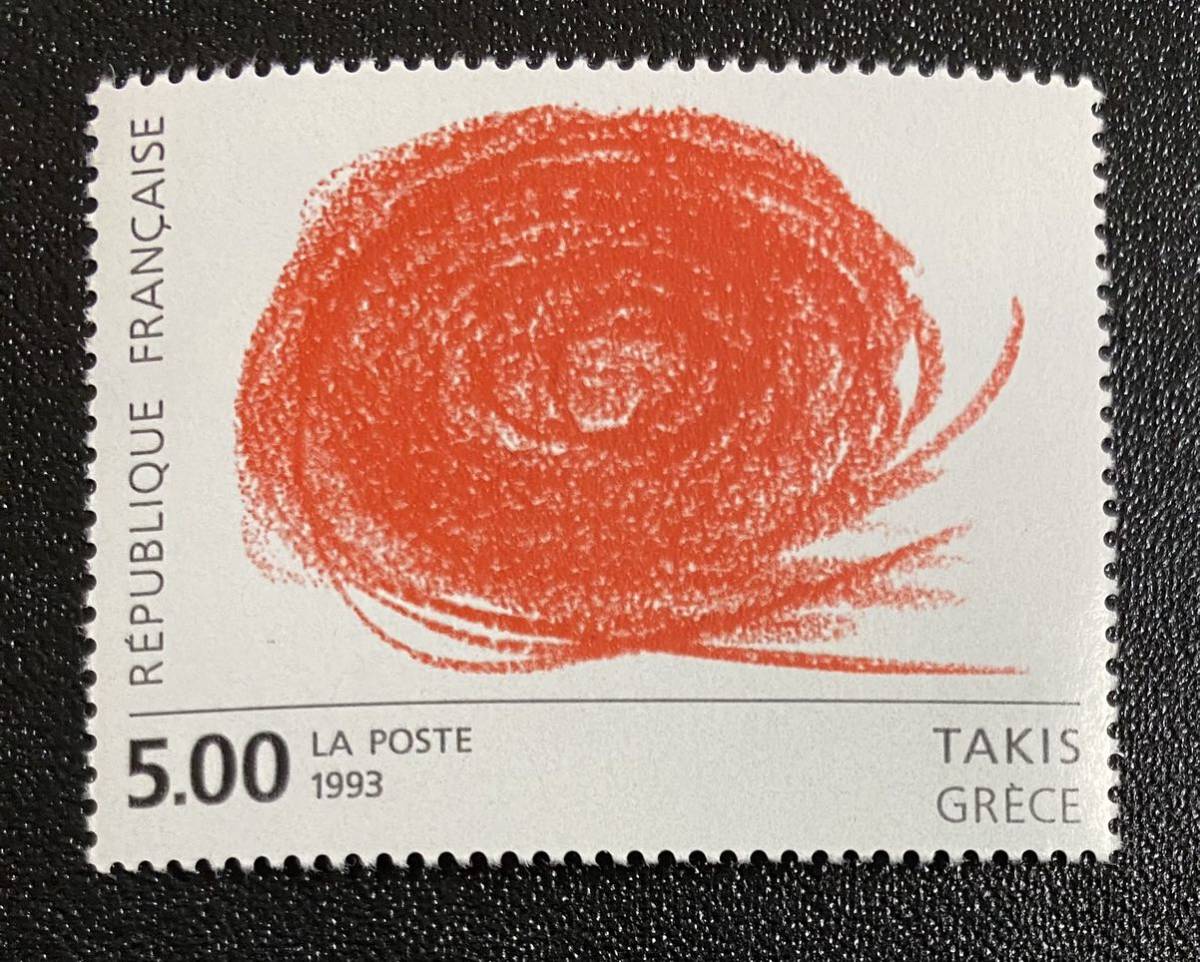 RÉPUBLIQUE FRANÇAISE
5.00
LA POSTE
1993
TAKIS
GRÈCE